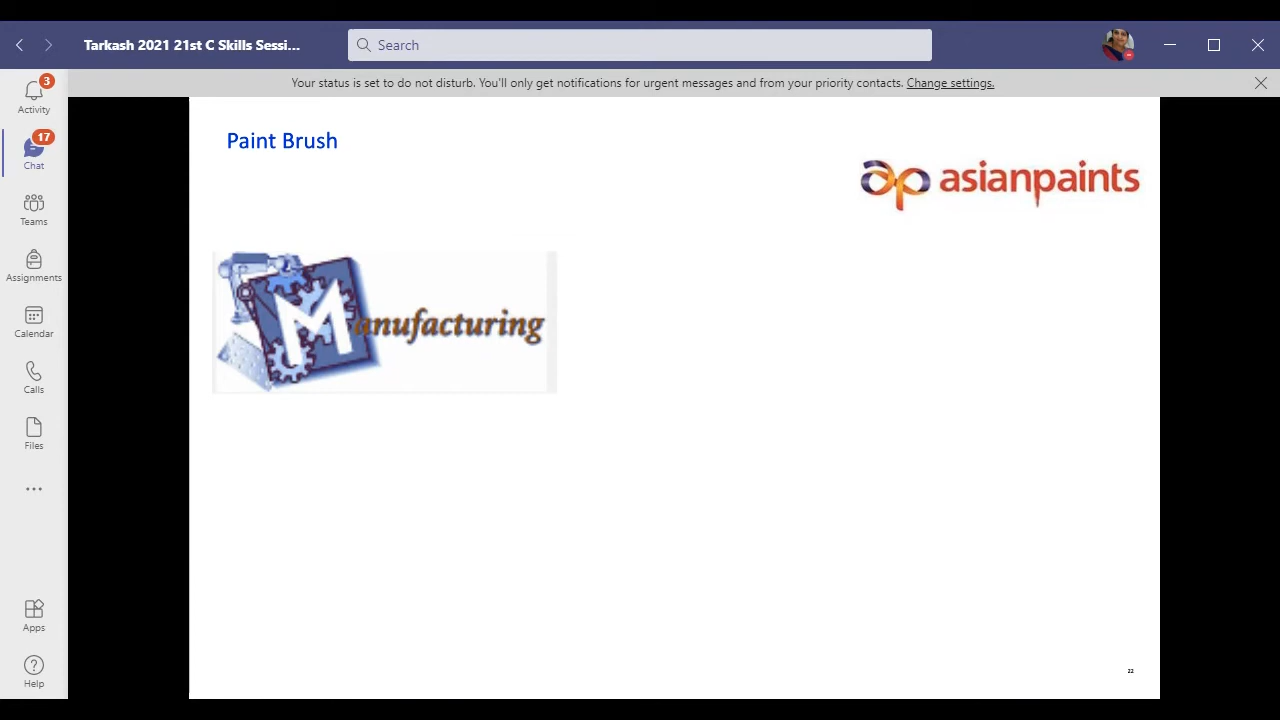 Tarkash 2021 21st C Skills Sessi...
Search
Your status is set to do not disturb. You'll only get notifications for urgent messages and from your priority contacts. Change settings.
3
Activity
17
Chat
Teams
Assignments
Calendar
Calls
Files
Apps
Help
Paint Brush
ap asianpaints
Manufacturing
22